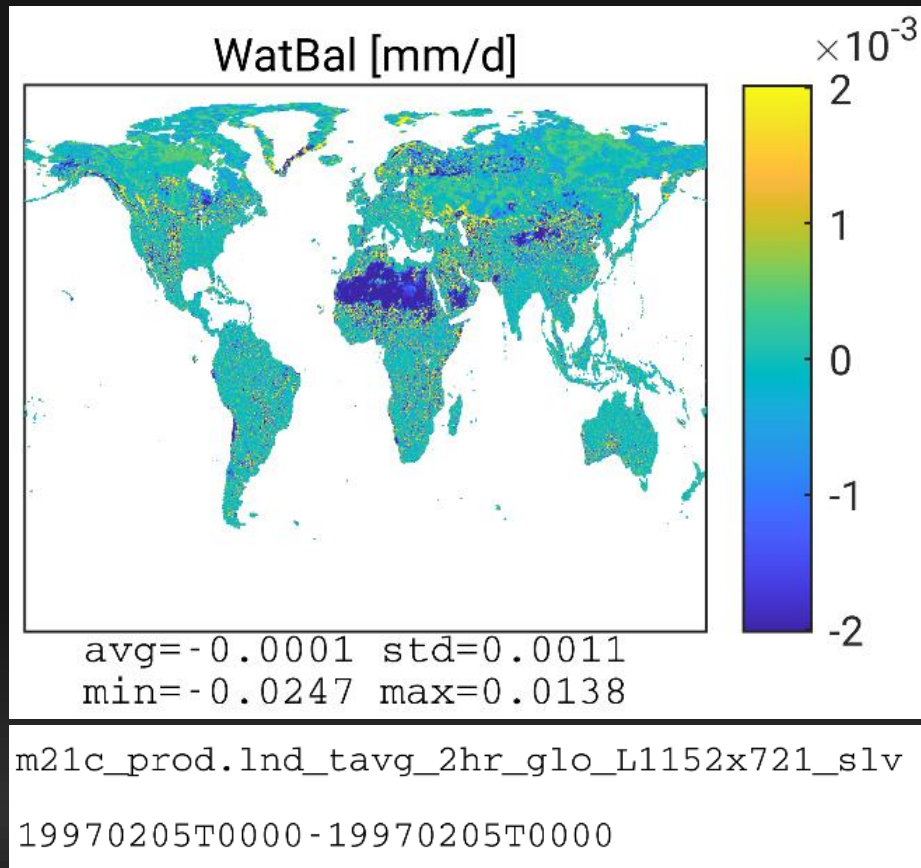 WatBal [mm/d]
×10-3
2
1
0
-1
-2
avg=-0.0001 std=0.0011
min=-0.0247 max=0.0138
m21c_prod.lnd_tavg_2hr_glo_L1152x721_slv
19970205T0000-19970205T0000